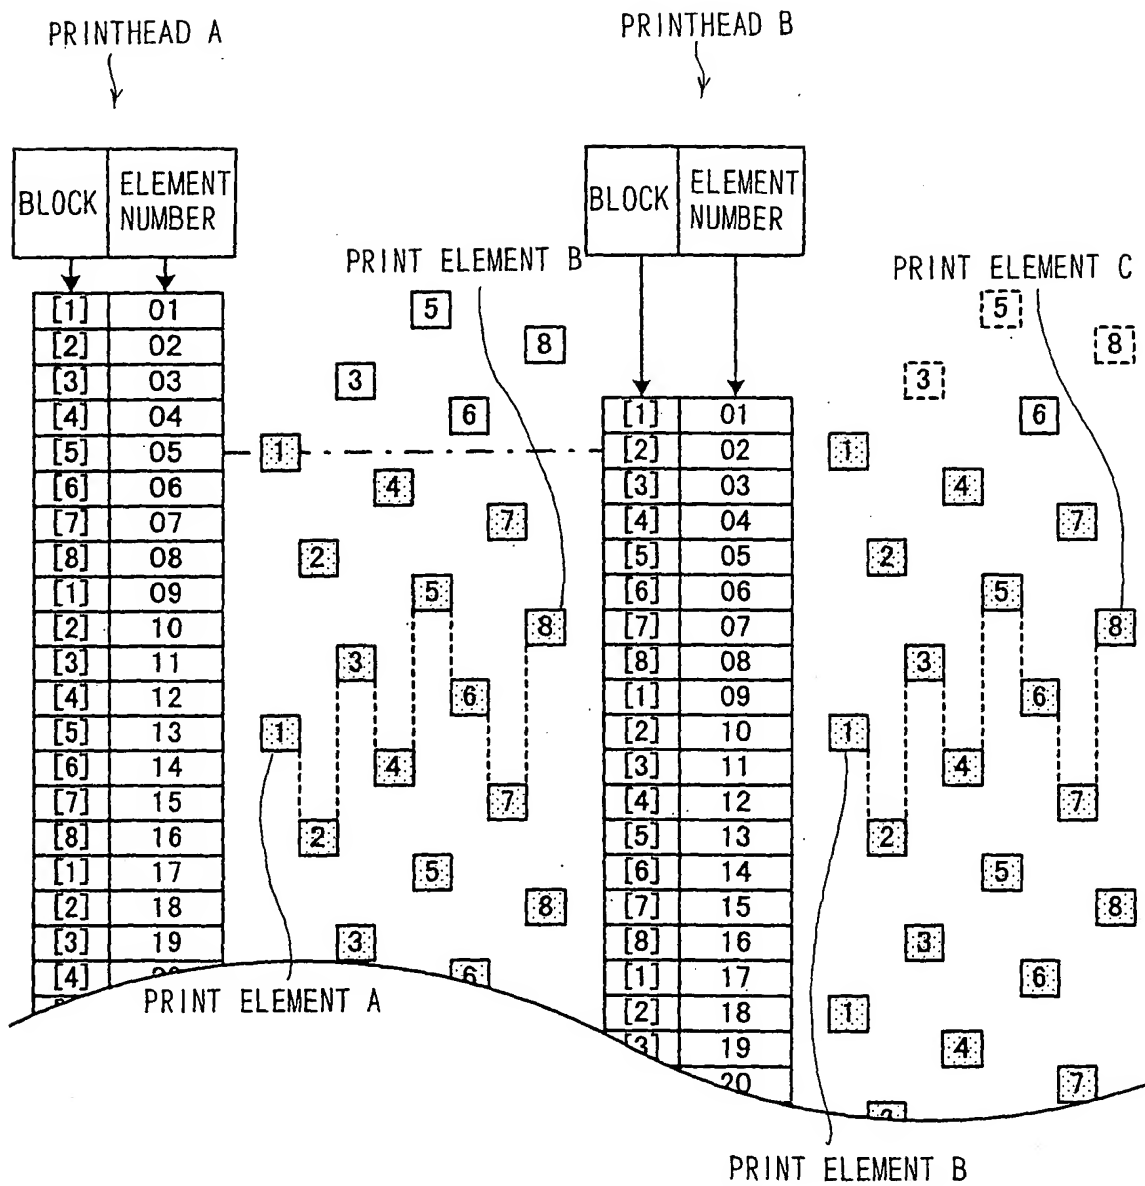 PRINTHEAD A
PRINTHEAD B
BLOCK
ELEMENT
NUMBER
BLOCK
ELEMENT
NUMBER
PRINT ELEMENT B
PRINT ELEMENT C
[1] 01 5 5
[2] 02 8 8
[3] 03 3 3
[4] 04 6 [1] 01 6
[5] 05 1 [2] 02 1
[6] 06 4 [3] 03 4
[7] 07 7 [4] 04 7
[8] 08 2 [5] 05 2
[1] 09 5 [6] 06 5
[2] 10 8 [7] 07 8
[3] 11 3 [8] 08 3
[4] 12 6 [1] 09 6
[5] 13 1 [2] 10 1
[6] 14 4 [3] 11 4
[7] 15 7 [4] 12 7
[8] 16 2 [5] 13 2
[1] 17 5 [6] 14 5
[2] 18 8 [7] 15 8
[3] 19 3 [8] 16 3
[4] 6 [1] 17 6
PRINT ELEMENT A
[2] 18 1
[3] 19 4
20 7
PRINT ELEMENT B